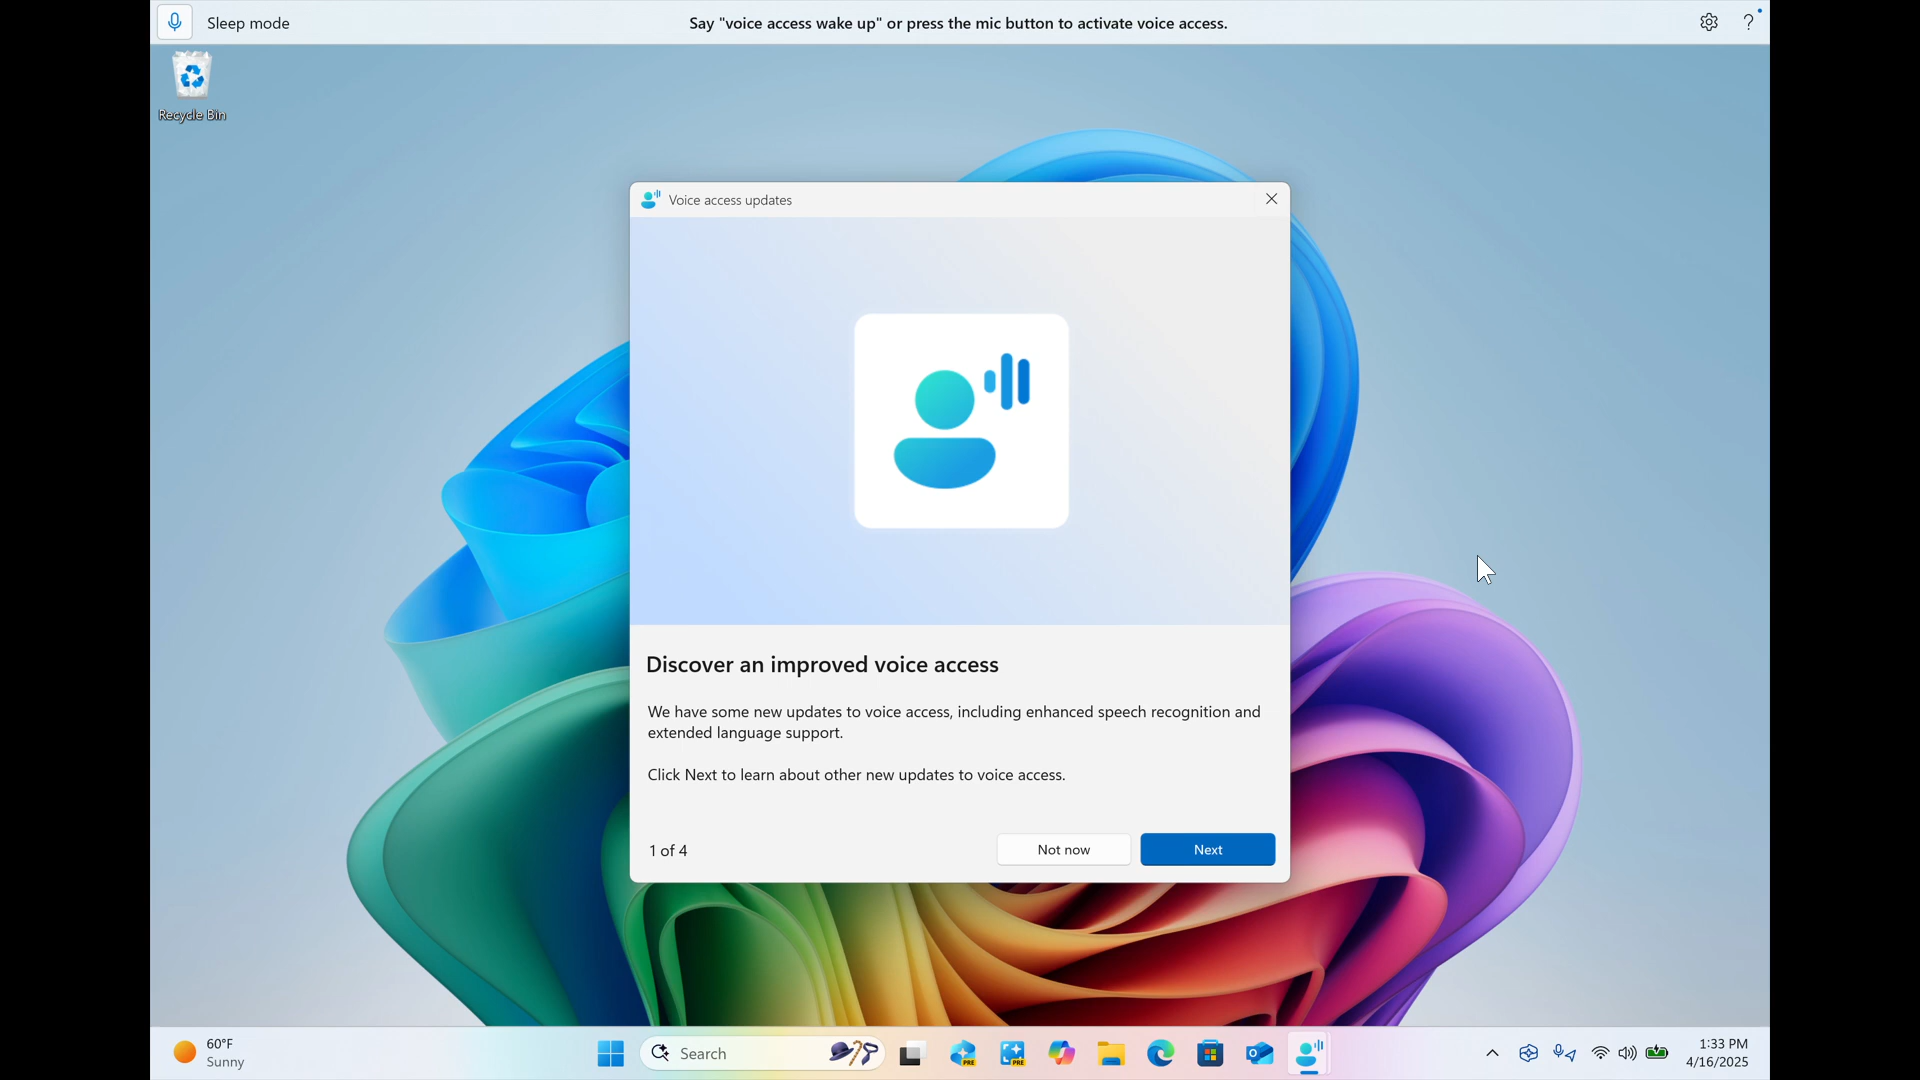 Sleep mode
Say "voice access wake up" or press the mic button to activate voice access.
?
Recycle Bin
Voice access updates
Discover an improved voice access
We have some new updates to voice access, including enhanced speech recognition and
extended language support.
Click Next to learn about other new updates to voice access.
1 of 4
Not now
Next
60°F
Sunny
Search
PRE
PRE
1:33 PM
4/16/2025